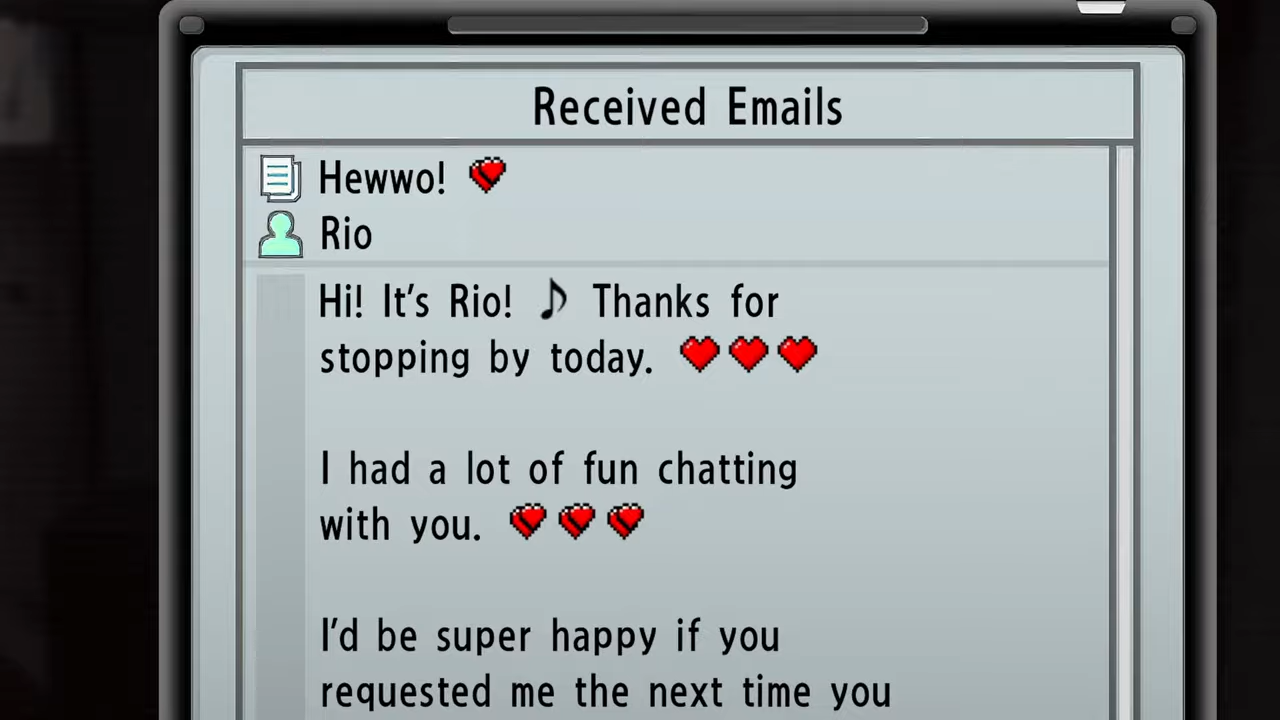 Received Emails
Hewwo! ❤
Rio
Hi! It's Rio! ♪ Thanks for
stopping by today. ❤❤❤
I had a lot of fun chatting
with you. ❤❤❤
I'd be super happy if you
requested me the next time you